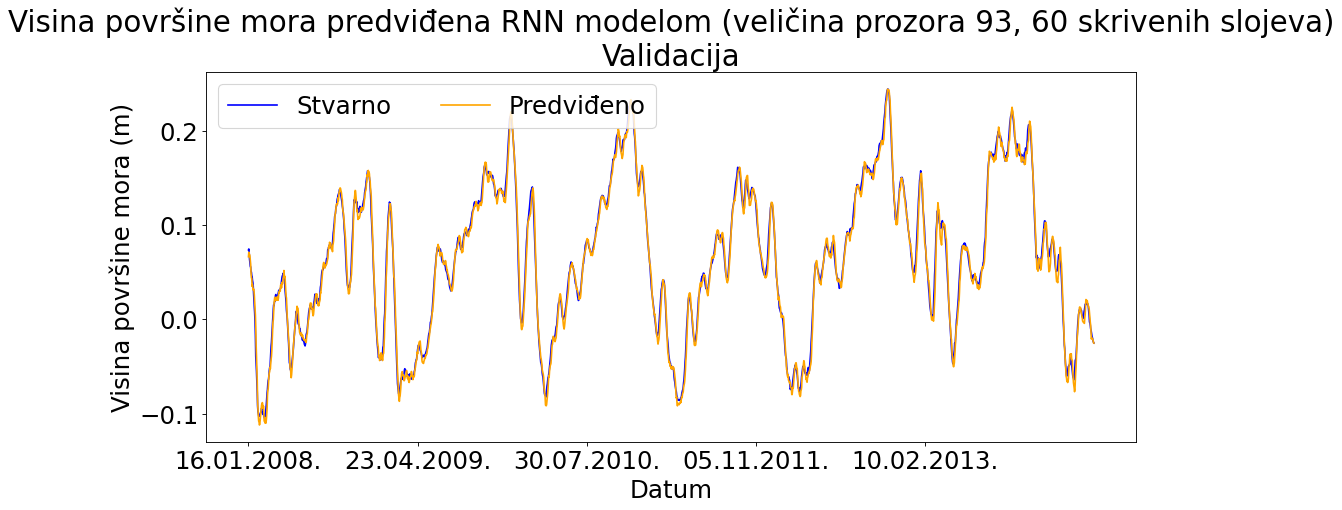 Visina površine mora predviđena RNN modelom (veličina prozora 93, 60 skrivenih slojeva)
Validacija
Stvarno Predviđeno
Visina površine mora (m)
0.2
0.1
0.0
−0.1
16.01.2008. 23.04.2009. 30.07.2010. 05.11.2011. 10.02.2013.
Datum